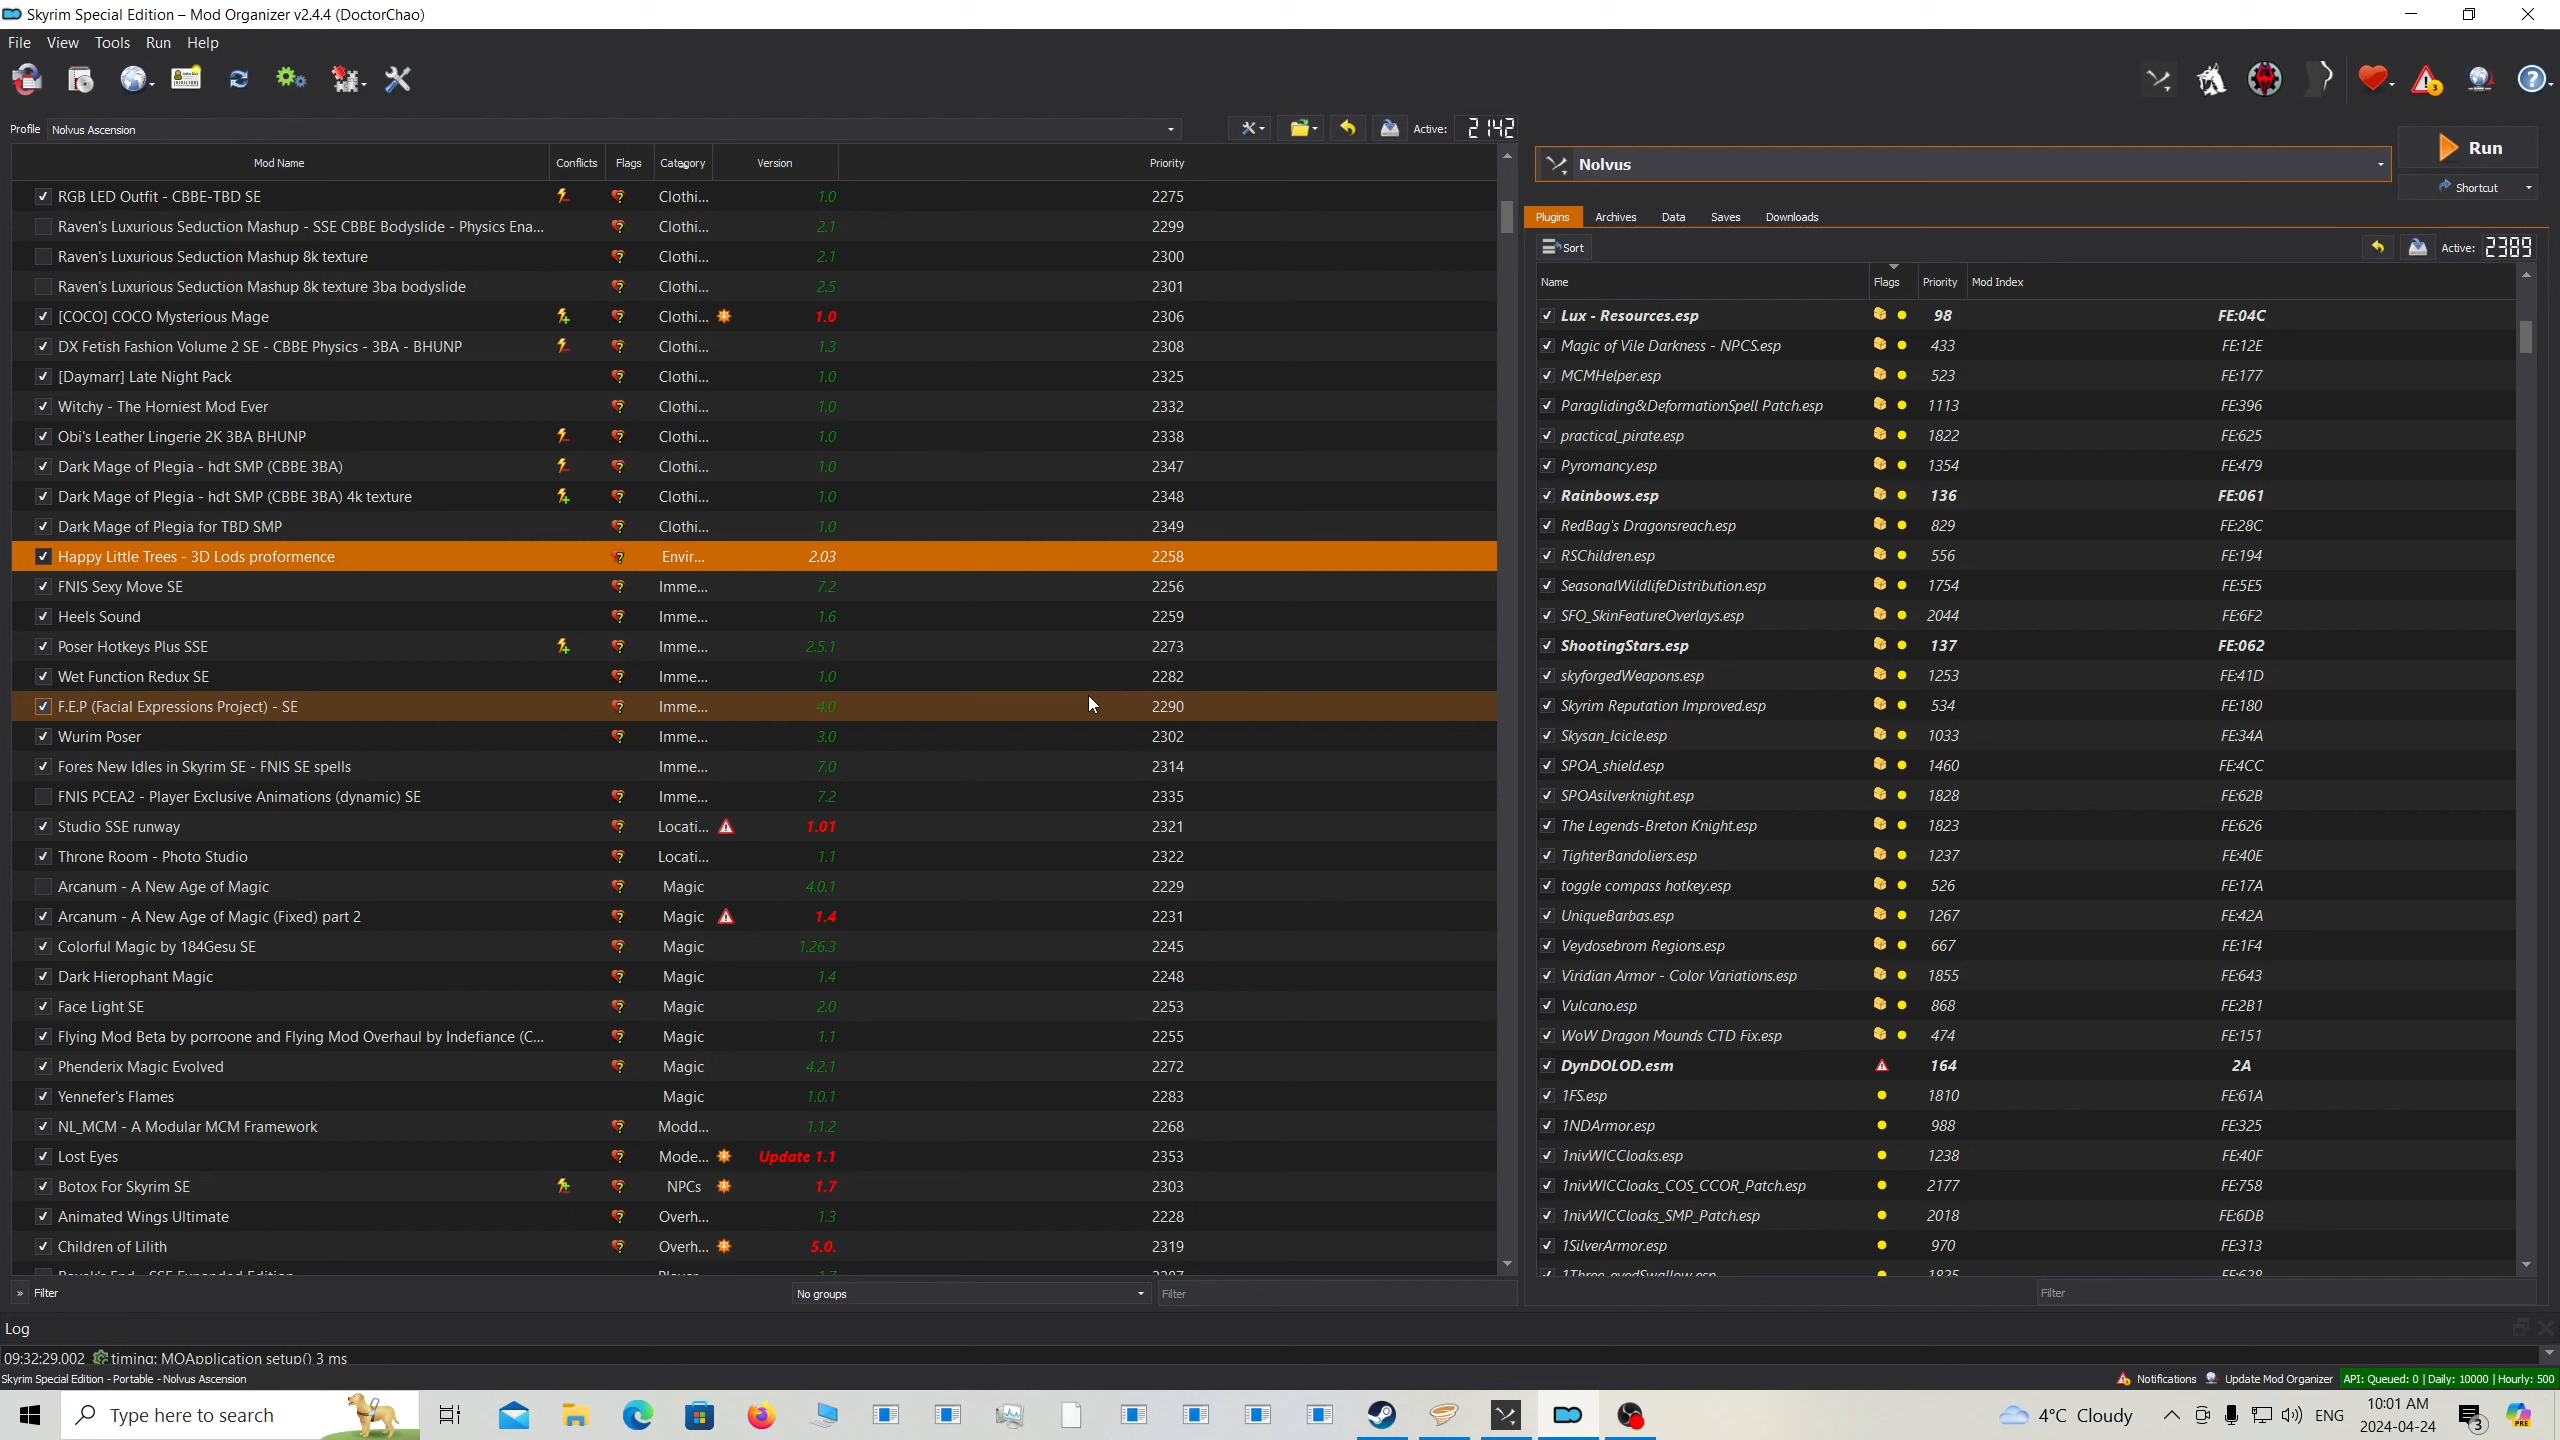 Skyrim Special Edition – Mod Organizer v2.4.4 (DoctorChao)
File View Tools Run Help
Profile Nolvus Ascension Active: 2142
Mod Name Conflicts Flags Category Version Priority
RGB LED Outfit - CBBE-TBD SE Clothi... 1.0 2275
Raven's Luxurious Seduction Mashup - SSE CBBE Bodyslide - Physics Ena... Clothi... 2.1 2299
Raven's Luxurious Seduction Mashup 8k texture Clothi... 2.1 2300
Raven's Luxurious Seduction Mashup 8k texture 3ba bodyslide Clothi... 2.5 2301
[COCO] COCO Mysterious Mage Clothi... 1.0 2306
DX Fetish Fashion Volume 2 SE - CBBE Physics - 3BA - BHUNP Clothi... 1.3 2308
[Daymarr] Late Night Pack Clothi... 1.0 2325
Witchy - The Horniest Mod Ever Clothi... 1.0 2332
Obi's Leather Lingerie 2K 3BA BHUNP Clothi... 1.0 2338
Dark Mage of Plegia - hdt SMP (CBBE 3BA) Clothi... 1.0 2347
Dark Mage of Plegia - hdt SMP (CBBE 3BA) 4k texture Clothi... 1.0 2348
Dark Mage of Plegia for TBD SMP Clothi... 1.0 2349
Happy Little Trees - 3D Lods proformence Envir... 2.03 2258
FNIS Sexy Move SE Imme... 7.2 2256
Heels Sound Imme... 1.6 2259
Poser Hotkeys Plus SSE Imme... 2.5.1 2273
Wet Function Redux SE Imme... 1.0 2282
F.E.P (Facial Expressions Project) - SE Imme... 4.0 2290
Wurim Poser Imme... 3.0 2302
Fores New Idles in Skyrim SE - FNIS SE spells Imme... 7.0 2314
FNIS PCEA2 - Player Exclusive Animations (dynamic) SE Imme... 7.2 2335
Studio SSE runway Locati... 1.01 2321
Throne Room - Photo Studio Locati... 1.1 2322
Arcanum - A New Age of Magic Magic 4.0.1 2229
Arcanum - A New Age of Magic (Fixed) part 2 Magic 1.4 2231
Colorful Magic by 184Gesu SE Magic 1.26.3 2245
Dark Hierophant Magic Magic 1.4 2248
Face Light SE Magic 2.0 2253
Flying Mod Beta by porroone and Flying Mod Overhaul by Indefiance (C... Magic 1.1 2255
Phenderix Magic Evolved Magic 4.2.1 2272
Yennefer's Flames Magic 1.0.1 2283
NL_MCM - A Modular MCM Framework Modd... 1.1.2 2268
Lost Eyes Mode... Update 1.1 2353
Botox For Skyrim SE NPCs 1.7 2303
Animated Wings Ultimate Overh... 1.3 2228
Children of Lilith Overh... 5.0. 2319
Filter No groups Filter
Nolvus
Run
Shortcut
Plugins Archives Data Saves Downloads
Sort Active: 2389
Name Flags Priority Mod Index
Lux - Resources.esp 98 FE:04C
Magic of Vile Darkness - NPCS.esp 433 FE:12E
MCMHelper.esp 523 FE:177
Paragliding&DeformationSpell Patch.esp 1113 FE:396
practical_pirate.esp 1822 FE:625
Pyromancy.esp 1354 FE:479
Rainbows.esp 136 FE:061
RedBag's Dragonsreach.esp 829 FE:28C
RSChildren.esp 556 FE:194
SeasonalWildlifeDistribution.esp 1754 FE:5E5
SFO_SkinFeatureOverlays.esp 2044 FE:6F2
ShootingStars.esp 137 FE:062
skyforgedWeapons.esp 1253 FE:41D
Skyrim Reputation Improved.esp 534 FE:180
Skysan_Icicle.esp 1033 FE:34A
SPOA_shield.esp 1460 FE:4CC
SPOAsilverknight.esp 1828 FE:62B
The Legends-Breton Knight.esp 1823 FE:626
TighterBandoliers.esp 1237 FE:40E
toggle compass hotkey.esp 526 FE:17A
UniqueBarbas.esp 1267 FE:42A
Veydosebrom Regions.esp 667 FE:1F4
Viridian Armor - Color Variations.esp 1855 FE:643
Vulcano.esp 868 FE:2B1
WoW Dragon Mounds CTD Fix.esp 474 FE:151
DynDOLOD.esm 164 2A
1FS.esp 1810 FE:61A
1NDArmor.esp 988 FE:325
1nivWICCloaks.esp 1238 FE:40F
1nivWICCloaks_COS_CCOR_Patch.esp 2177 FE:758
1nivWICCloaks_SMP_Patch.esp 2018 FE:6DB
1SilverArmor.esp 970 FE:313
Filter
Log
09:32:29.002 timing: MOApplication setup() 3 ms
Skyrim Special Edition - Portable - Nolvus Ascension Notifications Update Mod Organizer API: Queued: 0 | Daily: 10000 | Hourly: 500
Type here to search 4°C Cloudy ENG 10:01 AM 2024-04-24 3